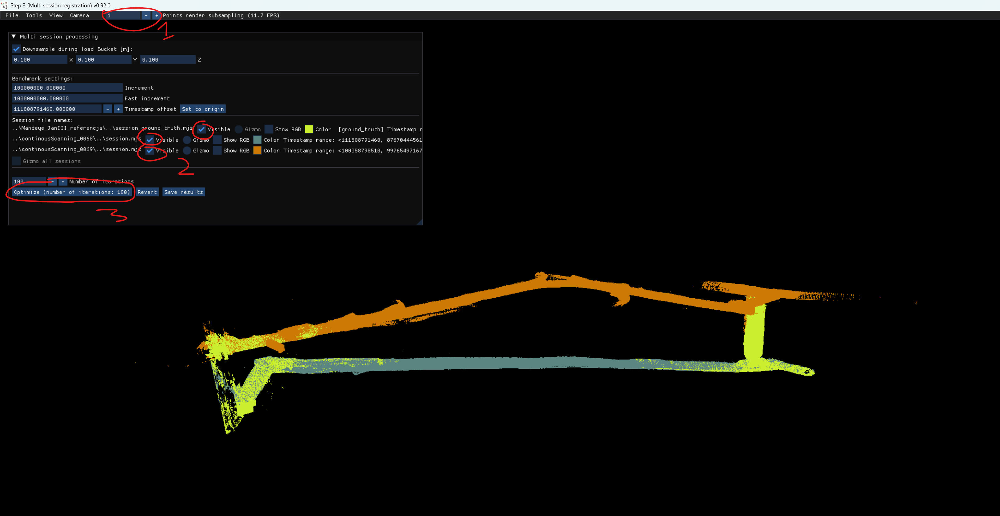 Step 3 (Multi session registration) v0.92.0
File Tools View Camera 1 - + Points render subsampling (11.7 FPS)
1
Multi session processing
Downsample during load Bucket [m]:
0.100 X 0.100 Y 0.100 Z
Benchmark settings:
100000000.000000 Increment
1000000000.000000 Fast increment
111808791460.000000 - + Timestamp offset Set to origin
Session file names:
..\Mandeye_JanIII_referencja\..\session_ground_truth.mjs Visible Gizmo Show RGB Color [ground_truth] Timestamp r
..\continousScanning_0068\..\session.mjs Visible Gizmo Show RGB Color Timestamp range: <111808791460, 87670444561
..\continousScanning_0069\..\session.mjs Visible Gizmo Show RGB Color Timestamp range: <100058798510, 99765497167
Gizmo all sessions
2
100 - + Number of iterations
Optimize (number of iterations: 100) Revert Save results
3